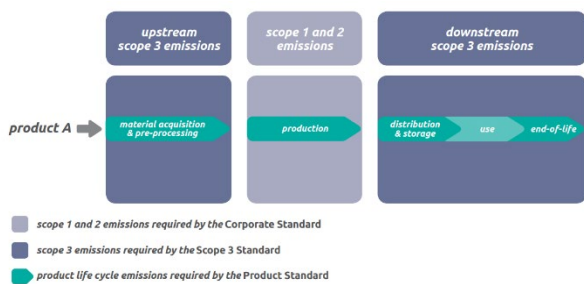 upstream
scope 3 emissions
scope 1 and 2
emissions
downstream
scope 3 emissions
product A
material acquisition
& pre-processing
production
distribution
& storage
use
end-of-life
scope 1 and 2 emissions required by the Corporate Standard
scope 3 emissions required by the Scope 3 Standard
product life cycle emissions required by the Product Standard